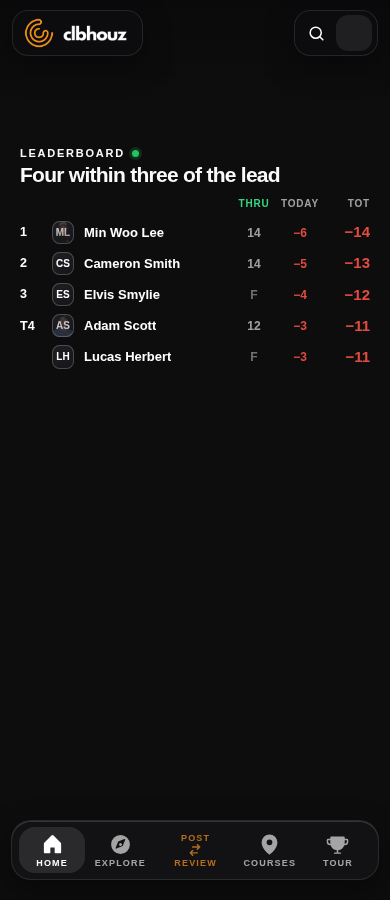 clbhouz
LEADERBOARD
Four within three of the lead
THRU TODAY TOT
1 ML Min Woo Lee 14 −6 −14
2 CS Cameron Smith 14 −5 −13
3 ES Elvis Smylie F −4 −12
T4 AS Adam Scott 12 −3 −11
LH Lucas Herbert F −3 −11
POST
HOME EXPLORE REVIEW COURSES TOUR